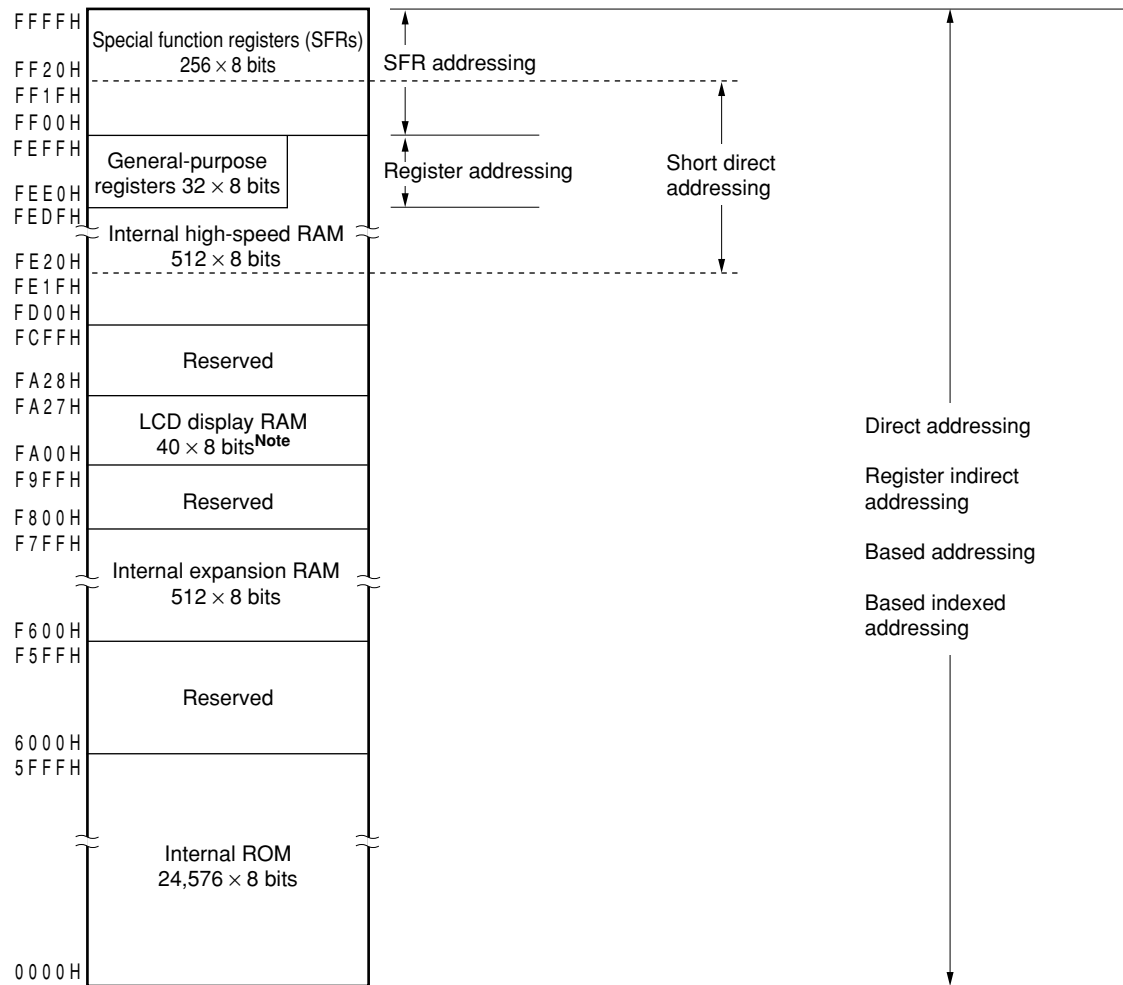 FFFFH
Special function registers (SFRs)
256 × 8 bits
SFR addressing
FF20H
FF1FH
FF00H
FEFFH
General-purpose
registers 32 × 8 bits
Register addressing
Short direct
addressing
FEE0H
FEDFH
Internal high-speed RAM
512 × 8 bits
FE20H
FE1FH
FD00H
FCFFH
Reserved
FA28H
FA27H
LCD display RAM
40 × 8 bitsNote
FA00H
F9FFH
Reserved
F800H
F7FFH
Internal expansion RAM
512 × 8 bits
F600H
F5FFH
Reserved
6000H
5FFFH
Internal ROM
24,576 × 8 bits
0000H
Direct addressing
Register indirect
addressing
Based addressing
Based indexed
addressing